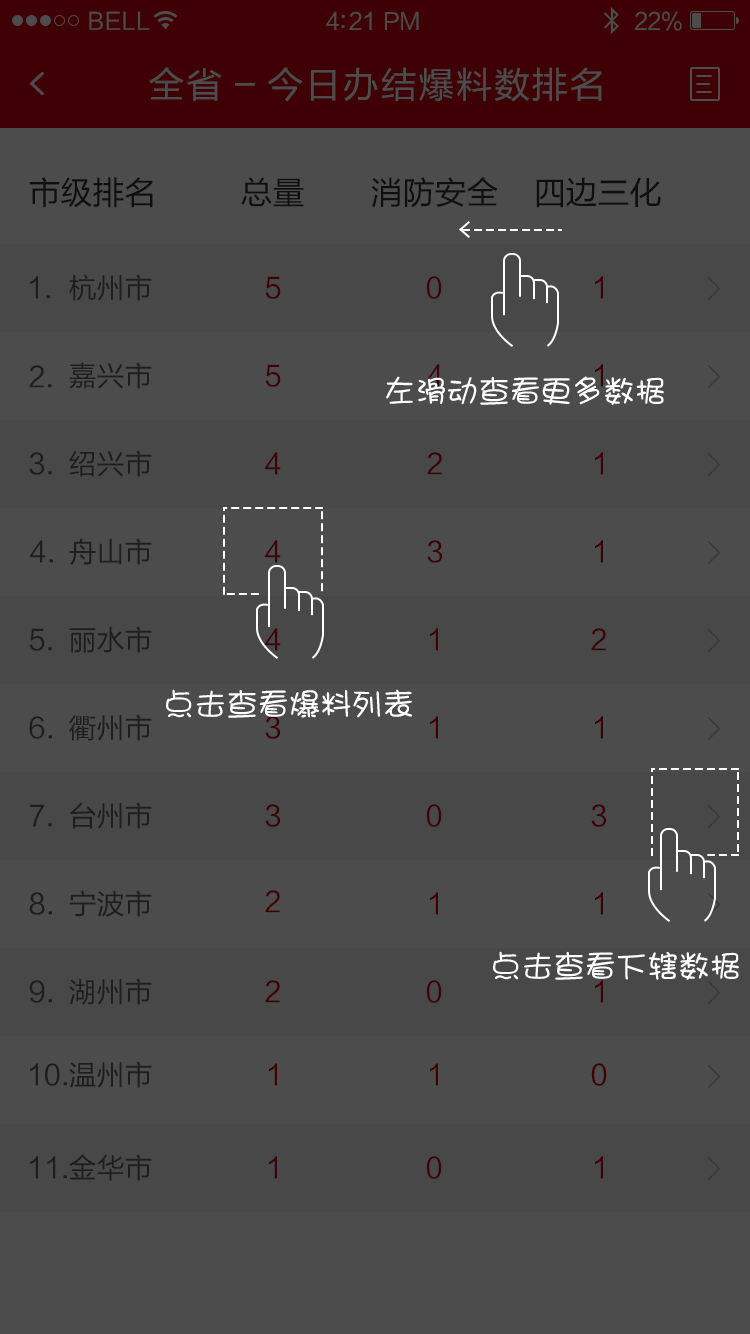 BELL 4:21 PM 22%
全省 – 今日办结爆料数排名
市级排名 总量 消防安全 四边三化
1. 杭州市 5 0 1
2. 嘉兴市 5 4 1
左滑动查看更多数据
3. 绍兴市 4 2 1
4. 舟山市 4 3 1
5. 丽水市 4 1 2
点击查看爆料列表
6. 衢州市 3 1 1
7. 台州市 3 0 3
8. 宁波市 2 1 1
点击查看下辖数据
9. 湖州市 2 0 1
10.温州市 1 1 0
11.金华市 1 0 1